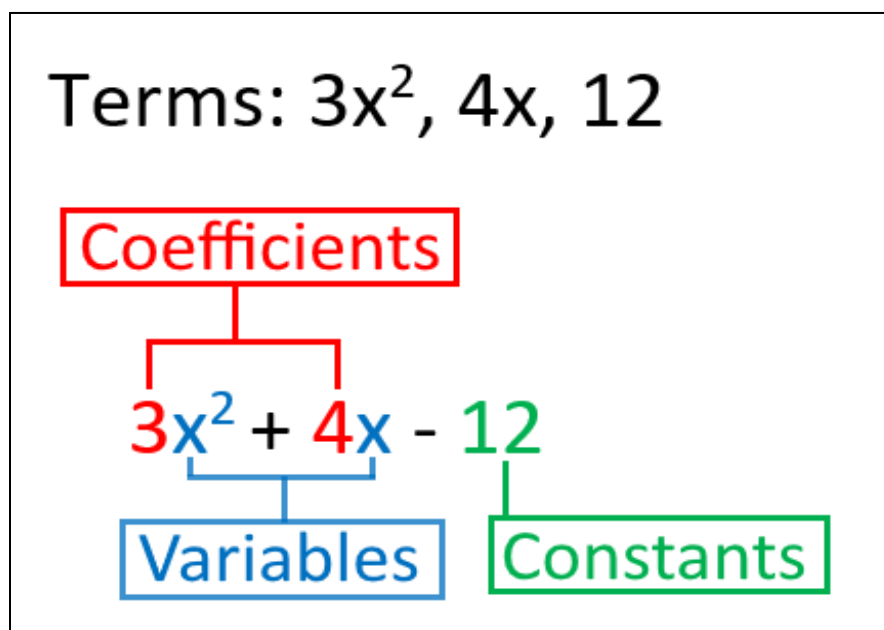 Terms: 3x², 4x, 12
Coefficients
3x² + 4x - 12
Variables
Constants